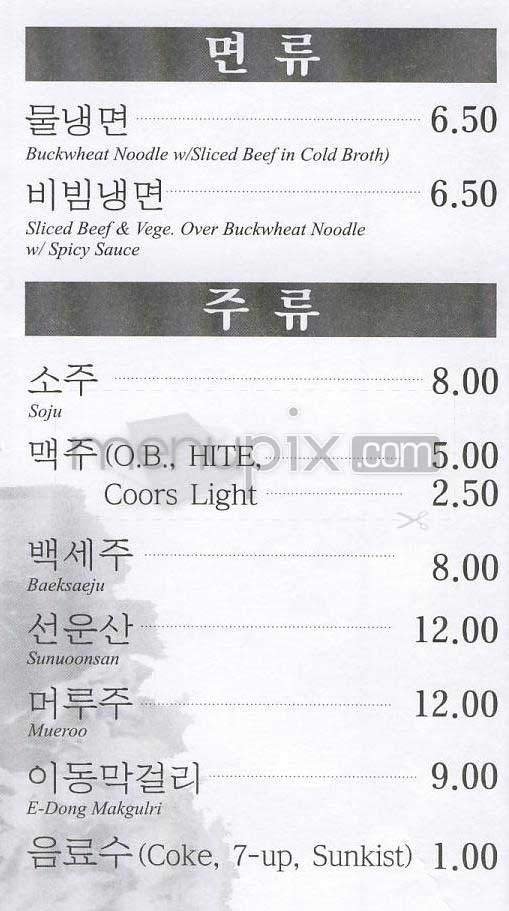 면 류
물냉면 6.50
Buckwheat Noodle w/Sliced Beef in Cold Broth)
비빔냉면 6.50
Sliced Beef & Vege. Over Buckwheat Noodle
w/ Spicy Sauce
주 류
소주 8.00
Soju
menupix.com
맥주 (O.B., HITE, 5.00
Coors Light 2.50
백세주 8.00
Baeksaeju
선운산 12.00
Sunuoonsan
머루주 12.00
Mueroo
이동막걸리 9.00
E-Dong Makgulri
음료수 (Coke, 7-up, Sunkist) 1.00